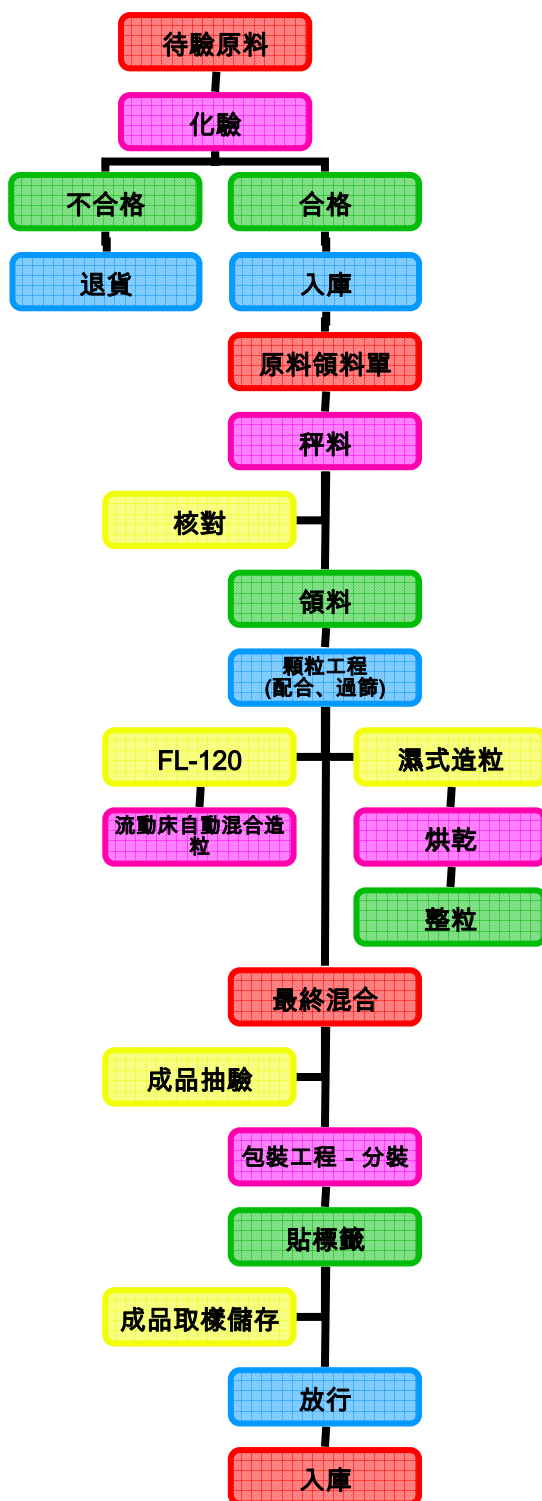 待驗原料
化驗
不合格
合格
退貨
入庫
原料領料單
秤料
核對
領料
顆粒工程
(配合、過篩)
FL-120
濕式造粒
流動床自動混合造
粒
烘乾
整粒
最終混合
成品抽驗
包裝工程 - 分裝
貼標籤
成品取樣儲存
放行
入庫